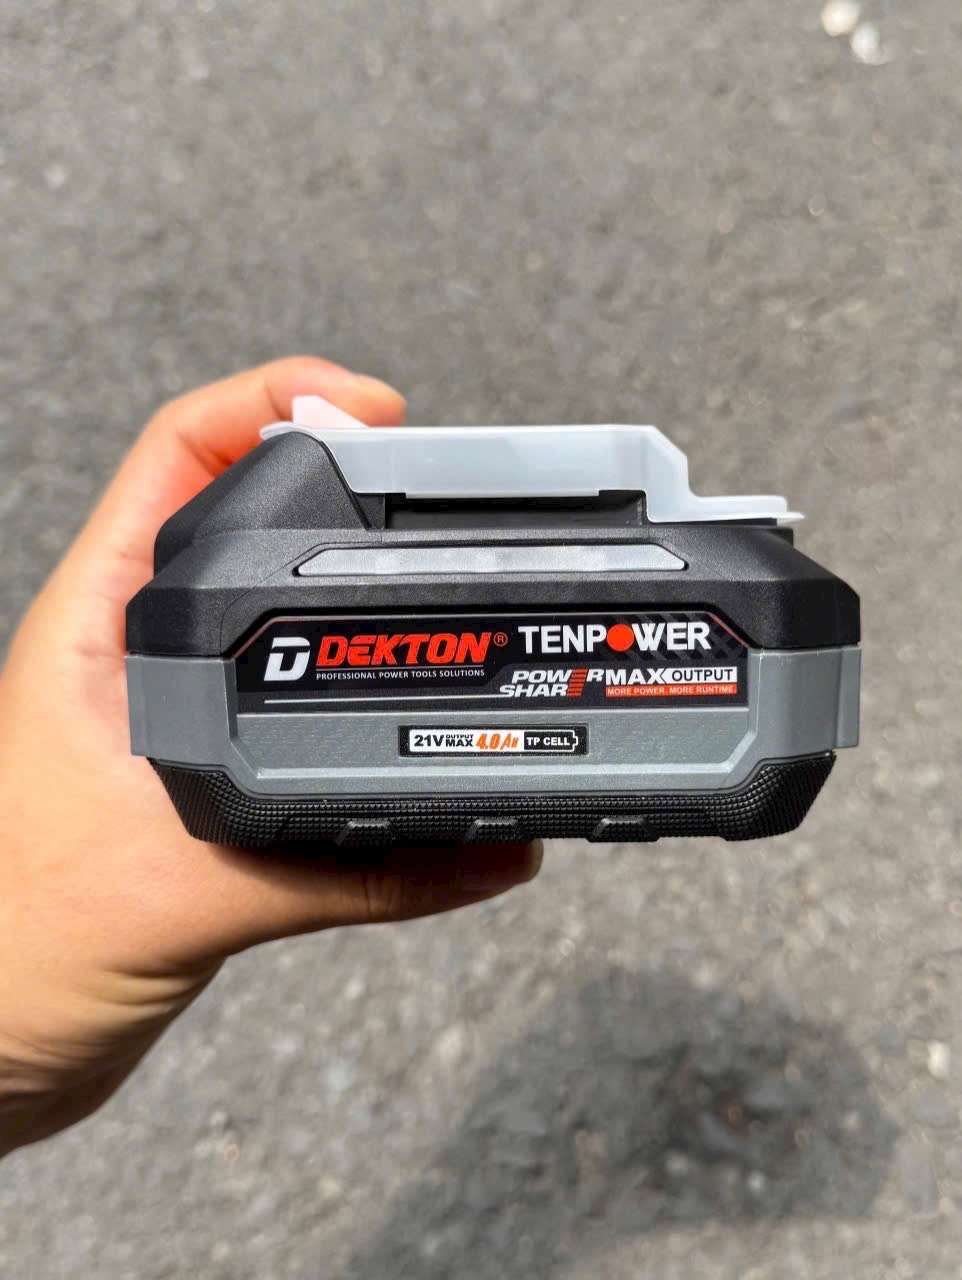 DEKTON® TENPOWER
PROFESSIONAL POWER TOOLS SOLUTIONS
POWER SHARE MAX OUTPUT
MORE POWER. MORE RUNTIME.
21V OUTPUT MAX 4.0Ah TP CELL